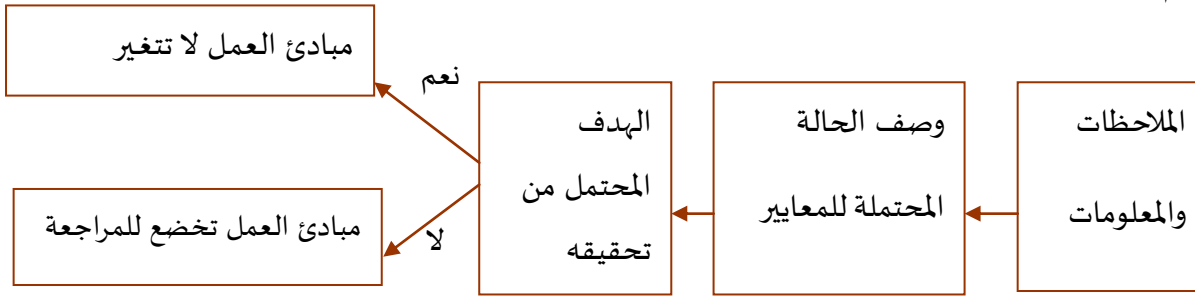 الملاحظات
والمعلومات
وصف الحالة
المحتملة للمعايير
الهدف
المحتمل من
تحقيقه
نعم
مبادئ العمل لا تتغير
لا
مبادئ العمل تخضع للمراجعة